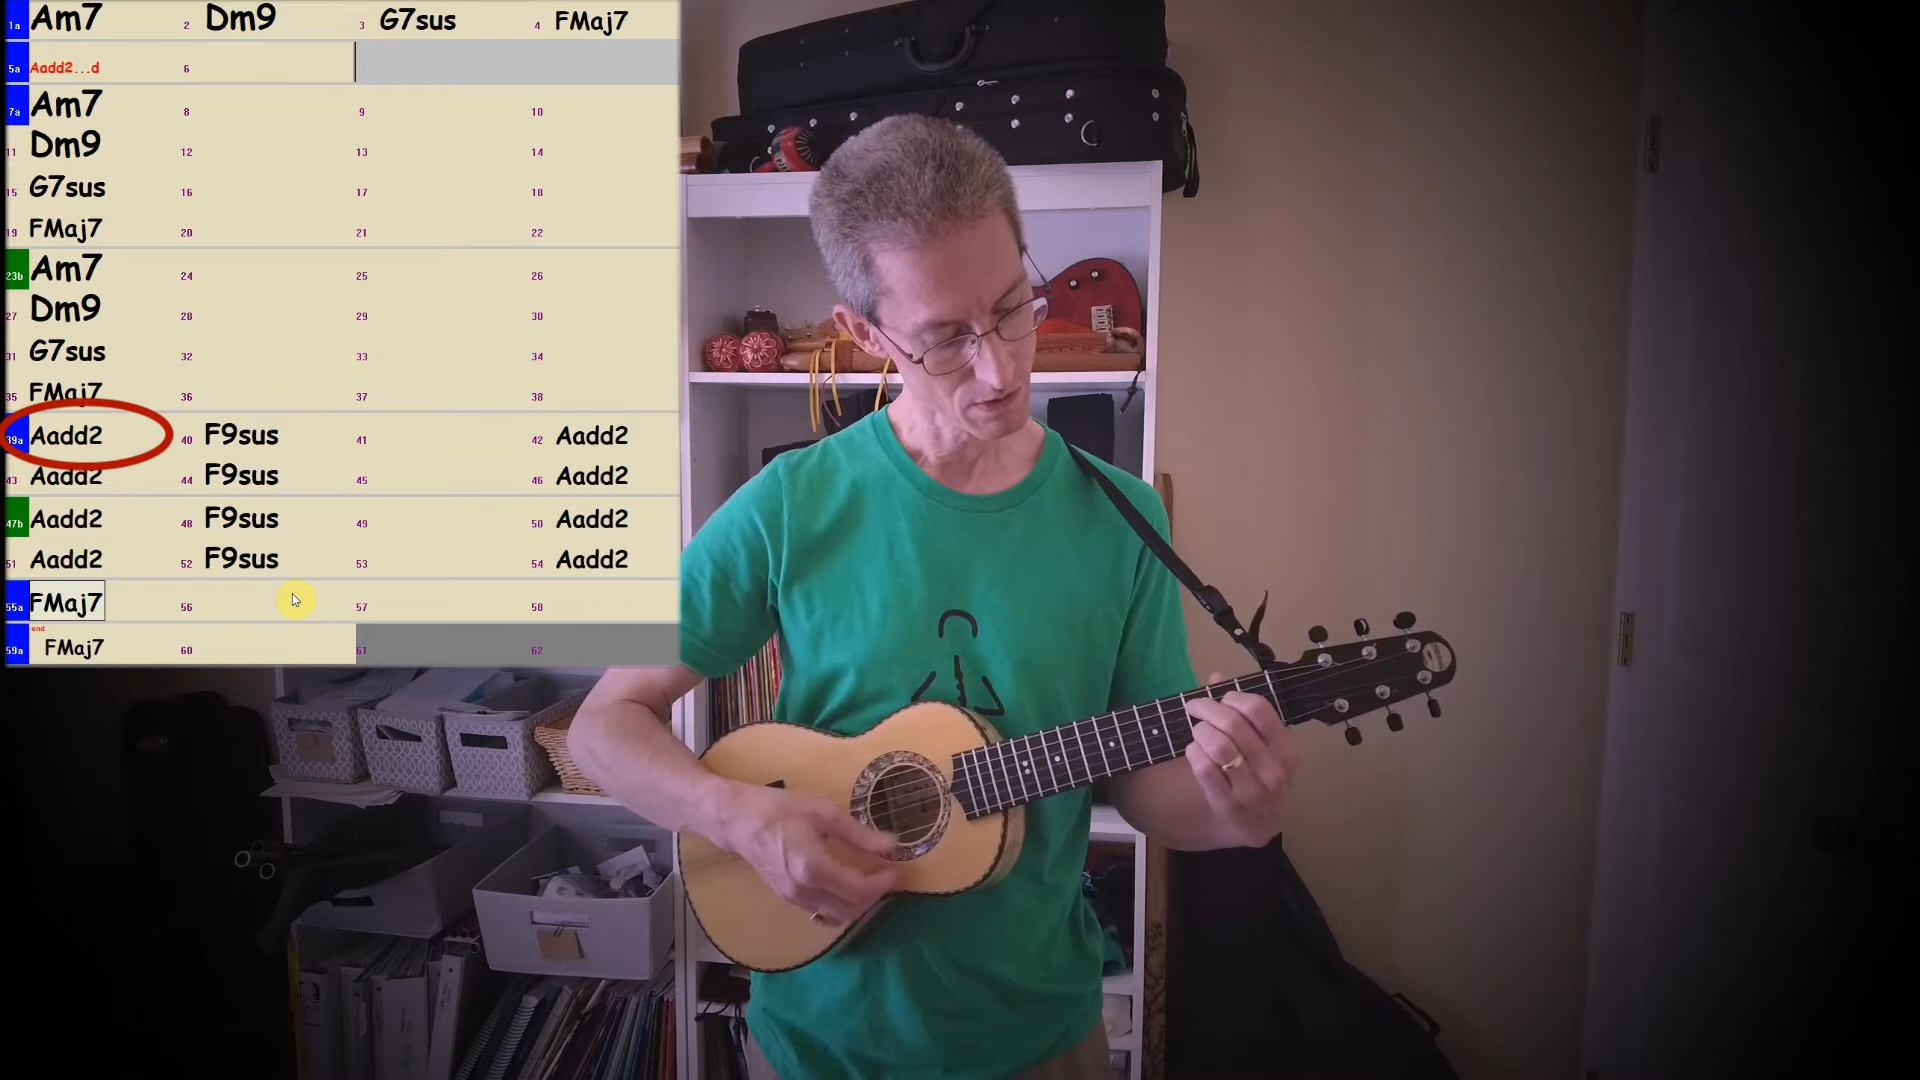 1a Am7 2 Dm9 3 G7sus 4 FMaj7
5a Aadd2...d 6
7a Am7 8 9 10
11 Dm9 12 13 14
15 G7sus 16 17 18
19 FMaj7 20 21 22
23b Am7 24 25 26
27 Dm9 28 29 30
31 G7sus 32 33 34
35 FMaj7 36 37 38
39a Aadd2 40 F9sus 41 42 Aadd2
43 Aadd2 44 F9sus 45 46 Aadd2
47b Aadd2 48 F9sus 49 50 Aadd2
51 Aadd2 52 F9sus 53 54 Aadd2
55a FMaj7 56 57 58
end
59a FMaj7 60 61 62